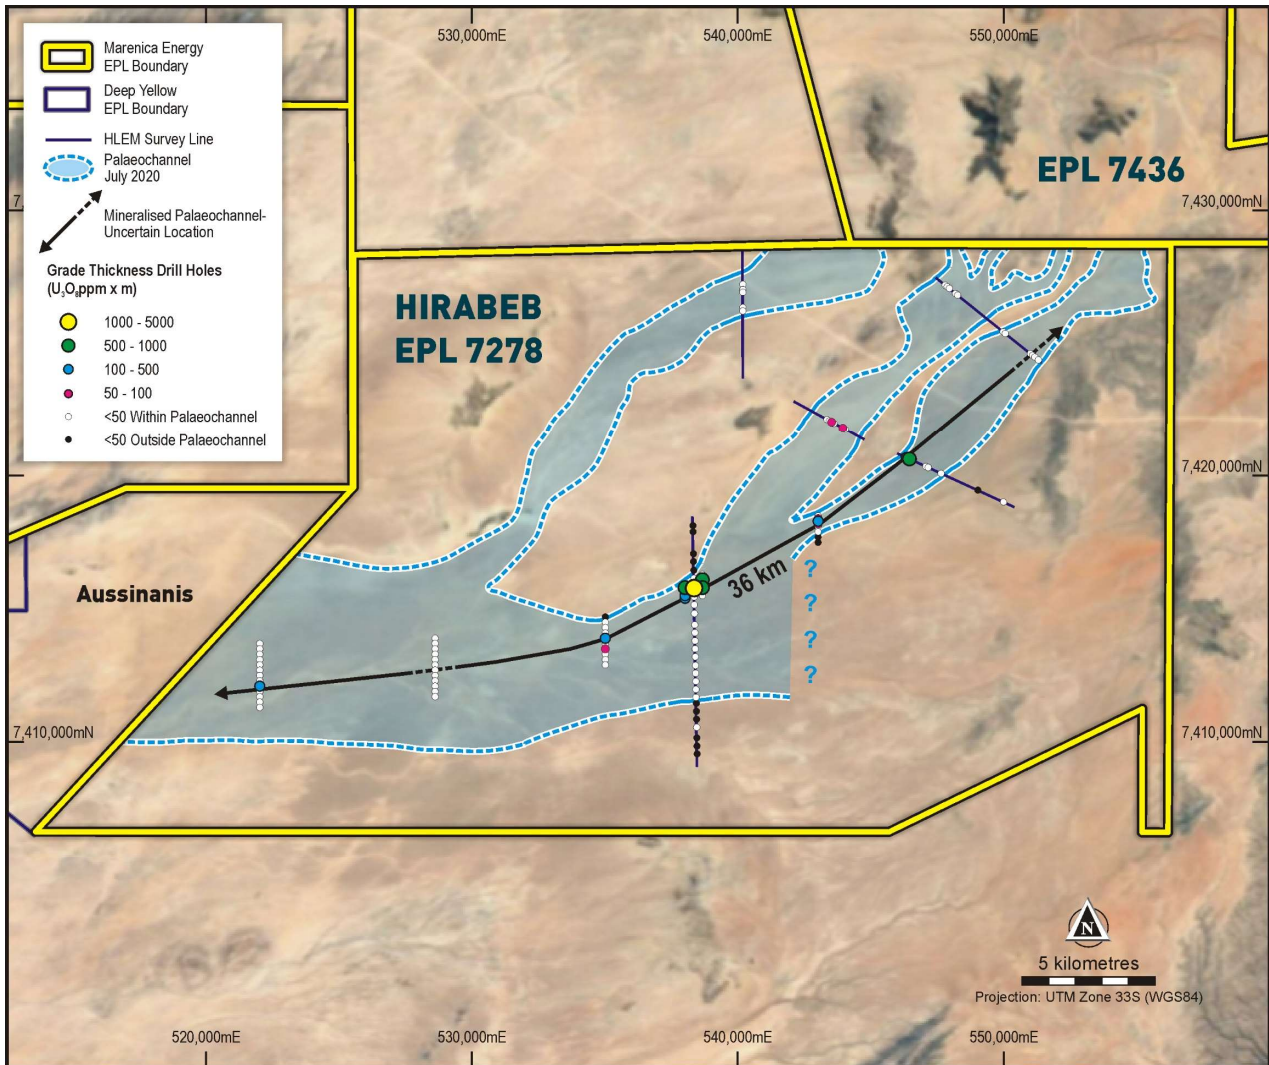 Marenica Energy
EPL Boundary
Deep Yellow
EPL Boundary
HLEM Survey Line
Palaeochannel
July 2020
Mineralised Palaeochannel-
Uncertain Location
Grade Thickness Drill Holes
(U₃O₈ppm x m)
1000 - 5000
500 - 1000
100 - 500
50 - 100
<50 Within Palaeochannel
<50 Outside Palaeochannel
530,000mE
540,000mE
550,000mE
EPL 7436
7,
7,430,000mN
HIRABEB
EPL 7278
7,420,000mN
36 km
?
?
?
?
Aussinanis
7,410,000mN
7,410,000mN
N
5 kilometres
Projection: UTM Zone 33S (WGS84)
520,000mE
530,000mE
540,000mE
550,000mE